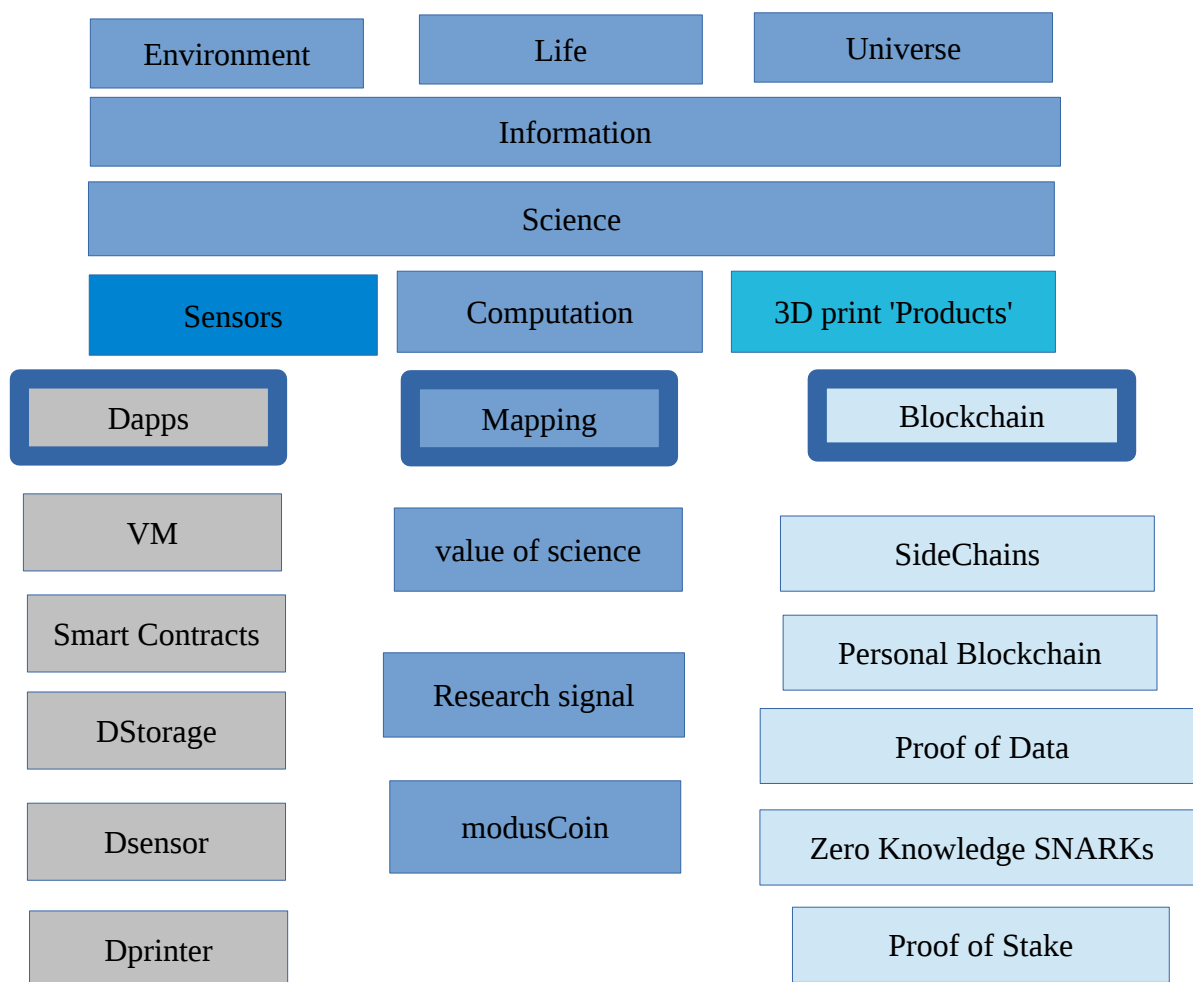 Environment
Life
Universe
Information
Science
Sensors
Computation
3D print 'Products'
Dapps
Mapping
Blockchain
VM
Smart Contracts
DStorage
Dsensor
Dprinter
value of science
Research signal
modusCoin
SideChains
Personal Blockchain
Proof of Data
Zero Knowledge SNARKs
Proof of Stake